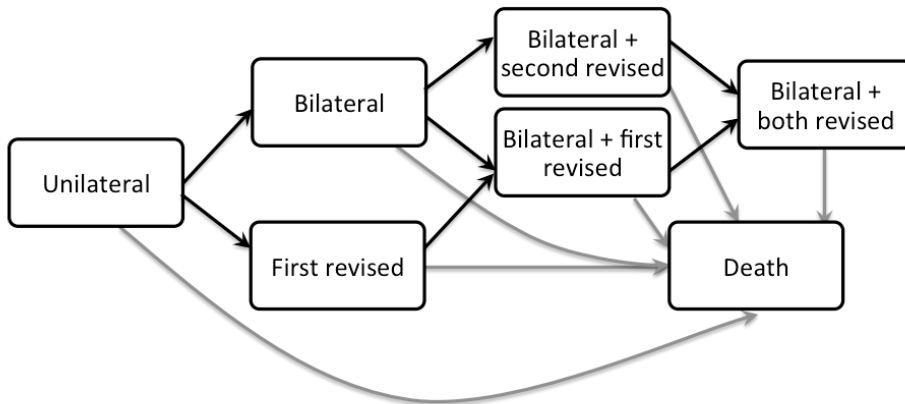 Unilateral
Bilateral
First revised
Bilateral +
second revised
Bilateral + first
revised
Bilateral +
both revised
Death